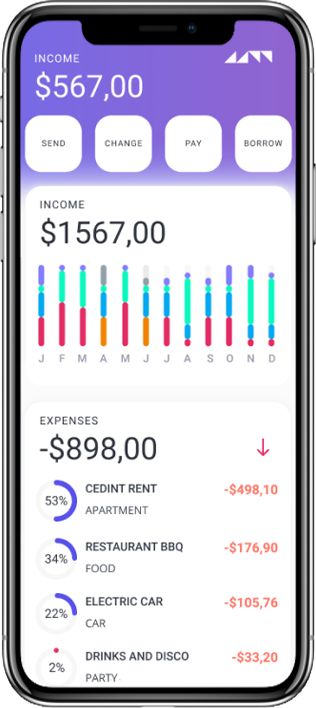 INCOME
$567,00
SEND CHANGE PAY BORROW
INCOME
$1567,00
J F M A M J J A S O N D
EXPENSES
-$898,00
53% CEDINT RENT -$498,10
APARTMENT
34% RESTAURANT BBQ -$176,90
FOOD
22% ELECTRIC CAR -$105,76
CAR
2% DRINKS AND DISCO -$33,20
PARTY